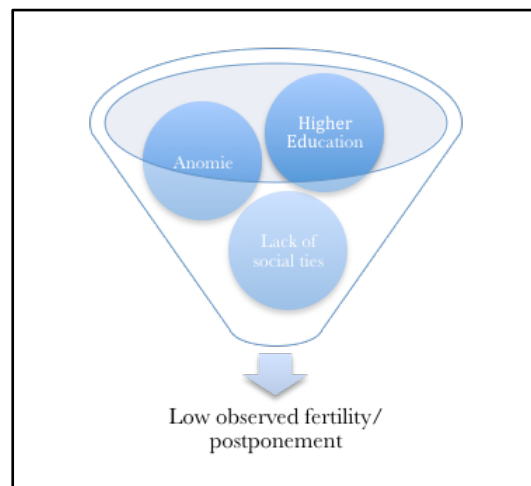 Higher
Education
Anomie
Lack of
social ties
Low observed fertility/
postponement